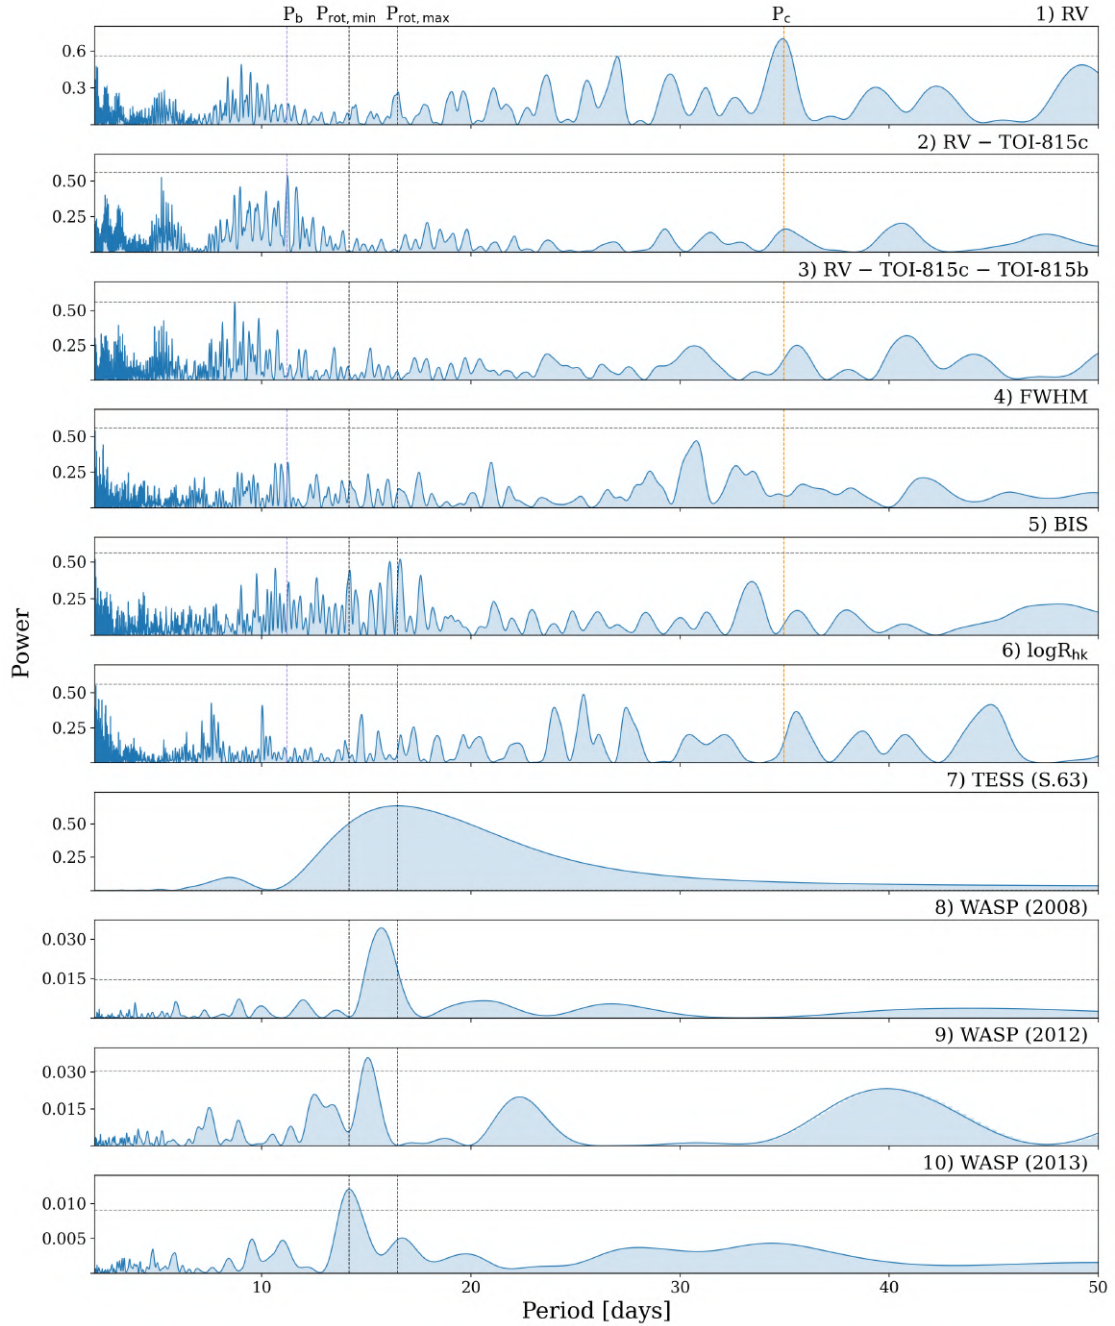 P_b P_rot, min P_rot, max P_c 1) RV
0.6
0.3
2) RV − TOI-815c
0.50
0.25
3) RV − TOI-815c − TOI-815b
0.50
0.25
4) FWHM
0.50
0.25
5) BIS
0.50
0.25
6) logR_hk
0.50
0.25
7) TESS (S.63)
0.50
0.25
8) WASP (2008)
0.030
0.015
9) WASP (2012)
0.030
0.015
10) WASP (2013)
0.010
0.005
10 20 30 40 50
Period [days]
Power